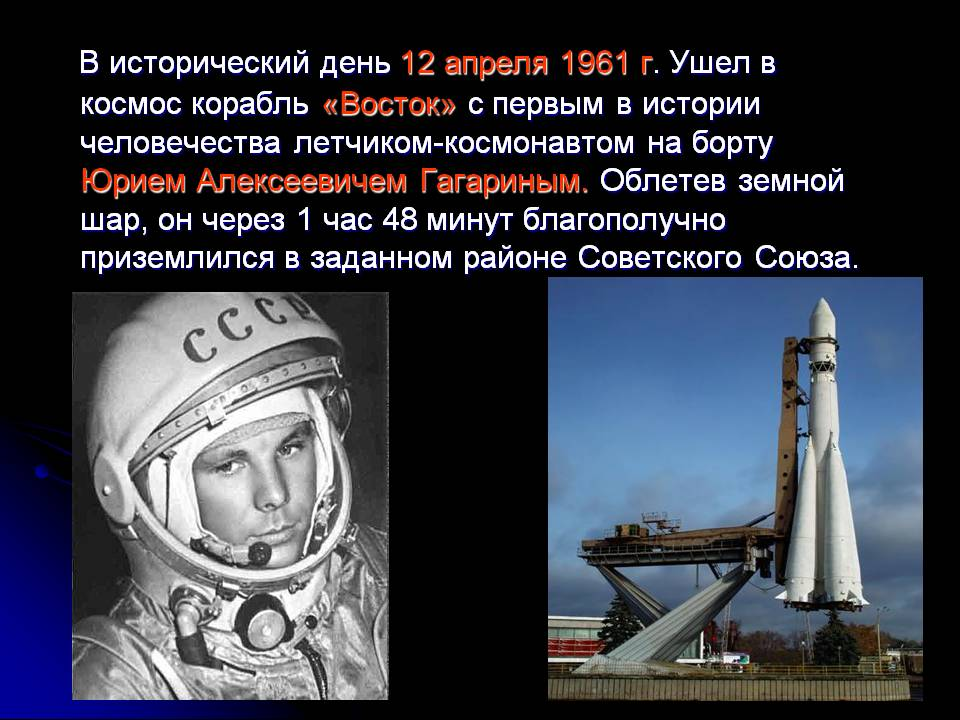 В исторический день 12 апреля 1961 г. Ушел в
космос корабль «Восток» с первым в истории
человечества летчиком-космонавтом на борту
Юрием Алексеевичем Гагариным. Облетев земной
шар, он через 1 час 48 минут благополучно
приземлился в заданном районе Советского Союза.
СССР